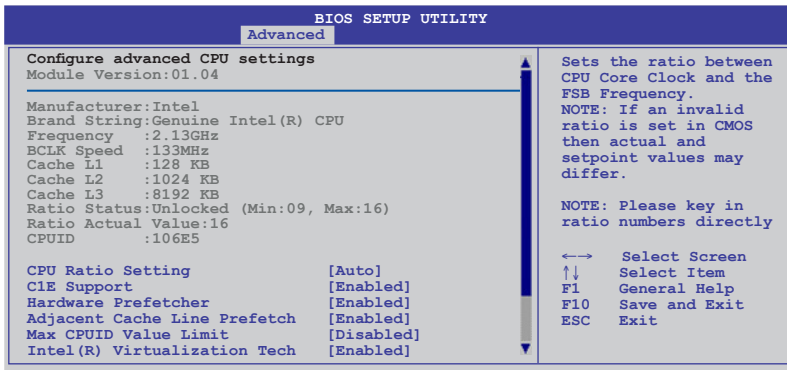 BIOS SETUP UTILITY
Advanced
Configure advanced CPU settings
Module Version:01.04
Manufacturer:Intel
Brand String:Genuine Intel(R) CPU
Frequency :2.13GHz
BCLK Speed :133MHz
Cache L1 :128 KB
Cache L2 :1024 KB
Cache L3 :8192 KB
Ratio Status:Unlocked (Min:09, Max:16)
Ratio Actual Value:16
CPUID :106E5
CPU Ratio Setting [Auto]
C1E Support [Enabled]
Hardware Prefetcher [Enabled]
Adjacent Cache Line Prefetch [Enabled]
Max CPUID Value Limit [Disabled]
Intel(R) Virtualization Tech [Enabled]
Sets the ratio between
CPU Core Clock and the
FSB Frequency.
NOTE: If an invalid
ratio is set in CMOS
then actual and
setpoint values may
differ.
NOTE: Please key in
ratio numbers directly
←→ Select Screen
↑↓ Select Item
F1 General Help
F10 Save and Exit
ESC Exit